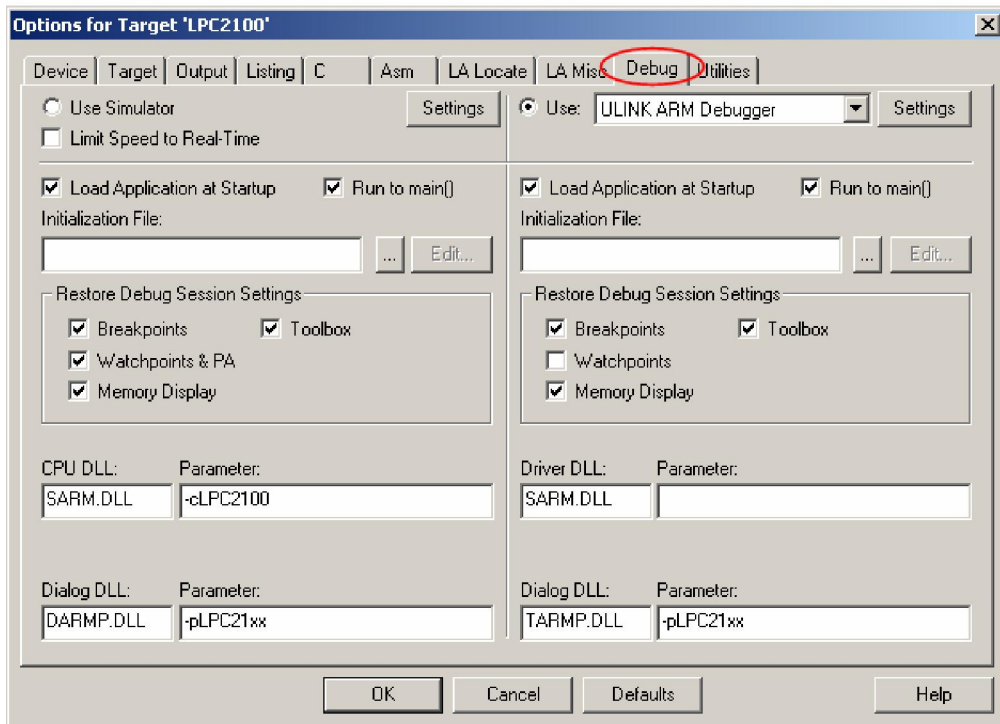 Options for Target 'LPC2100'
Device Target Output Listing C Asm LA Locate LA Misc Debug Utilities
Use Simulator Settings
Limit Speed to Real-Time
Load Application at Startup Run to main()
Initialization File:
... Edit...
Restore Debug Session Settings
Breakpoints Toolbox
Watchpoints & PA
Memory Display
CPU DLL: Parameter:
SARM.DLL -cLPC2100
Dialog DLL: Parameter:
DARMP.DLL -pLPC21xx
Use: ULINK ARM Debugger Settings
Load Application at Startup Run to main()
Initialization File:
... Edit...
Restore Debug Session Settings
Breakpoints Toolbox
Watchpoints
Memory Display
Driver DLL: Parameter:
SARM.DLL
Dialog DLL: Parameter:
TARMP.DLL -pLPC21xx
OK Cancel Defaults Help